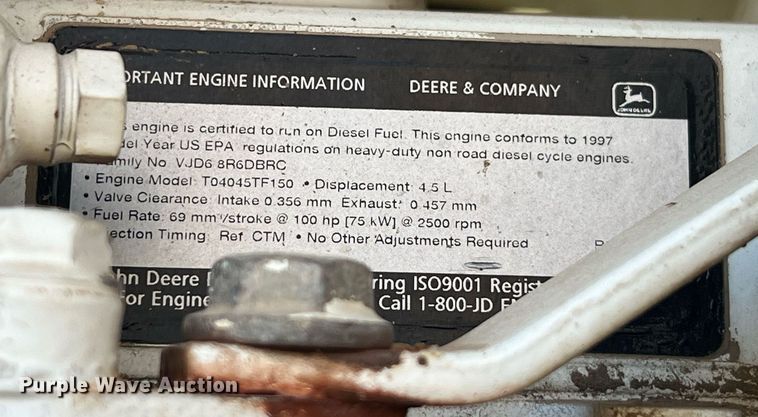 ORTANT ENGINE INFORMATION DEERE & COMPANY
JOHN DEERE
s engine is certified to run on Diesel Fuel. This engine conforms to 1997
del Year US EPA regulations on heavy-duty non road diesel cycle engines.
amily No VJD6 8R6DBRC
• Engine Model: T04045TF150 • Displacement 4.5 L
• Valve Clearance: Intake 0.356 mm Exhaust: 0.457 mm
• Fuel Rate: 69 mm³/stroke @ 100 hp [75 kW] @ 2500 rpm
ection Timing: Ref. CTM • No Other Adjustments Required
hn Deere ring ISO9001 Regist
For Engine Call 1-800-JD
Purple Wave Auction